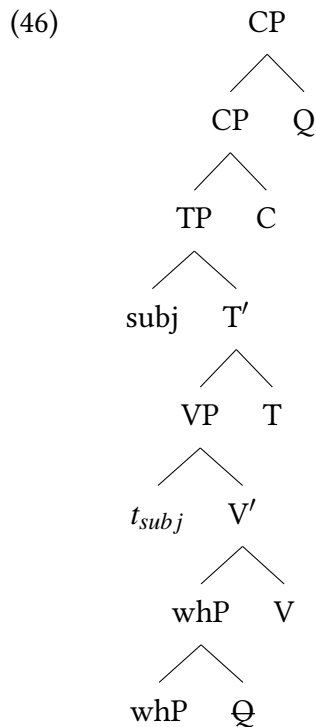 (46) CP
CP Q
TP C
subj T′
VP T
t_subj V′
whP V
whP Q